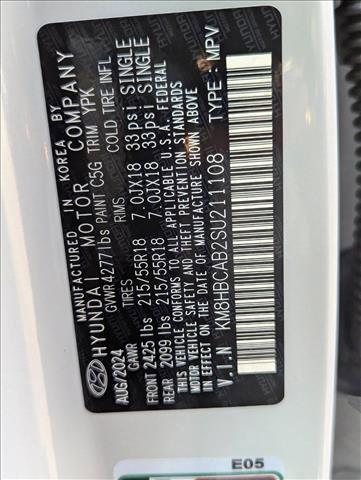 MANUFACTURED IN KOREA BY
HYUNDAI MOTOR COMPANY
AUG/2024 GVWR 4277lbs PAINT C5G TRIM YPK
GAWR TIRES RIMS COLD TIRE INFL
FRONT 2425 lbs 215/55R18 7.0JX18 33psi SINGLE
REAR 2099 lbs 215/55R18 7.0JX18 33psi SINGLE
THIS VEHICLE CONFORMS TO ALL APPLICABLE U.S.A. FEDERAL
MOTOR VEHICLE SAFETY AND THEFT PREVENTION STANDARDS
IN EFFECT ON THE DATE OF MANUFACTURE SHOWN ABOVE
V.I.N KM8HBCAB2SU211108 TYPE: MPV
E05